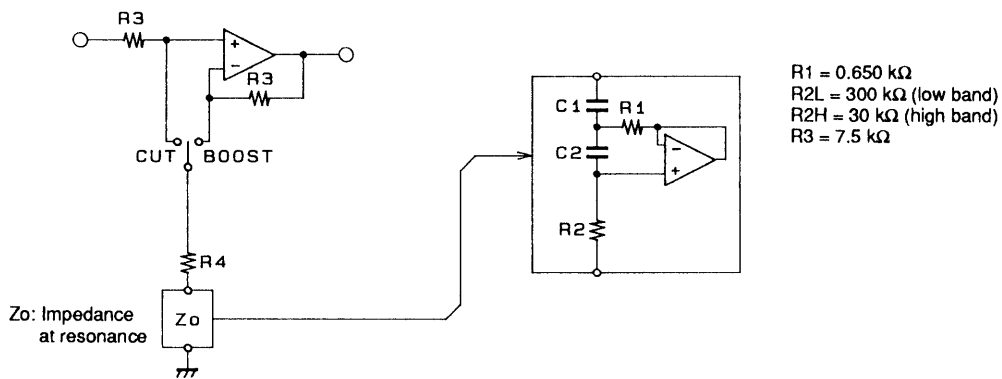 R3
+
−
R3
CUT BOOST
R4
Zo: Impedance
at resonance
Zo
C1
R1
C2
−
+
R2
R1 = 0.650 kΩ
R2L = 300 kΩ (low band)
R2H = 30 kΩ (high band)
R3 = 7.5 kΩ